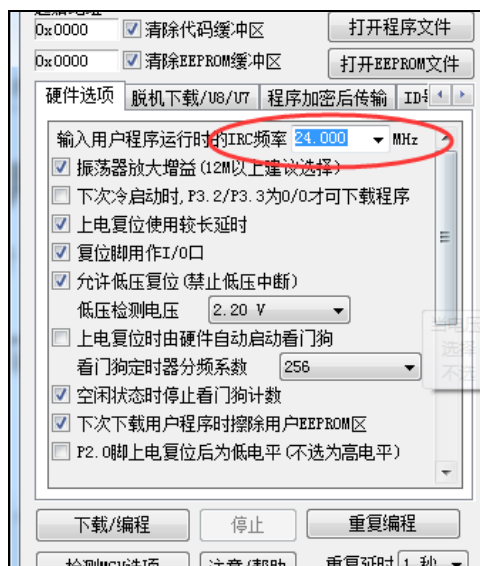 0x0000 清除代码缓冲区 打开程序文件
0x0000 清除EEPROM缓冲区 打开EEPROM文件
硬件选项 脱机下载/U8/U7 程序加密后传输
输入用户程序运行时的IRC频率 24.000 MHz
振荡器放大增益(12M以上建议选择)
下次冷启动时,P3.2/P3.3为0/0才可下载程序
上电复位使用较长延时
复位脚用作I/O口
允许低压复位(禁止低压中断)
低压检测电压 2.20 V
上电复位时由硬件自动启动看门狗
看门狗定时器分频系数 256
空闲状态时停止看门狗计数
下次下载用户程序时擦除用户EEPROM区
P2.0脚上电复位后为低电平(不选为高电平)
选择
不选
下载/编程 停止 重复编程
重复延时 1 秒